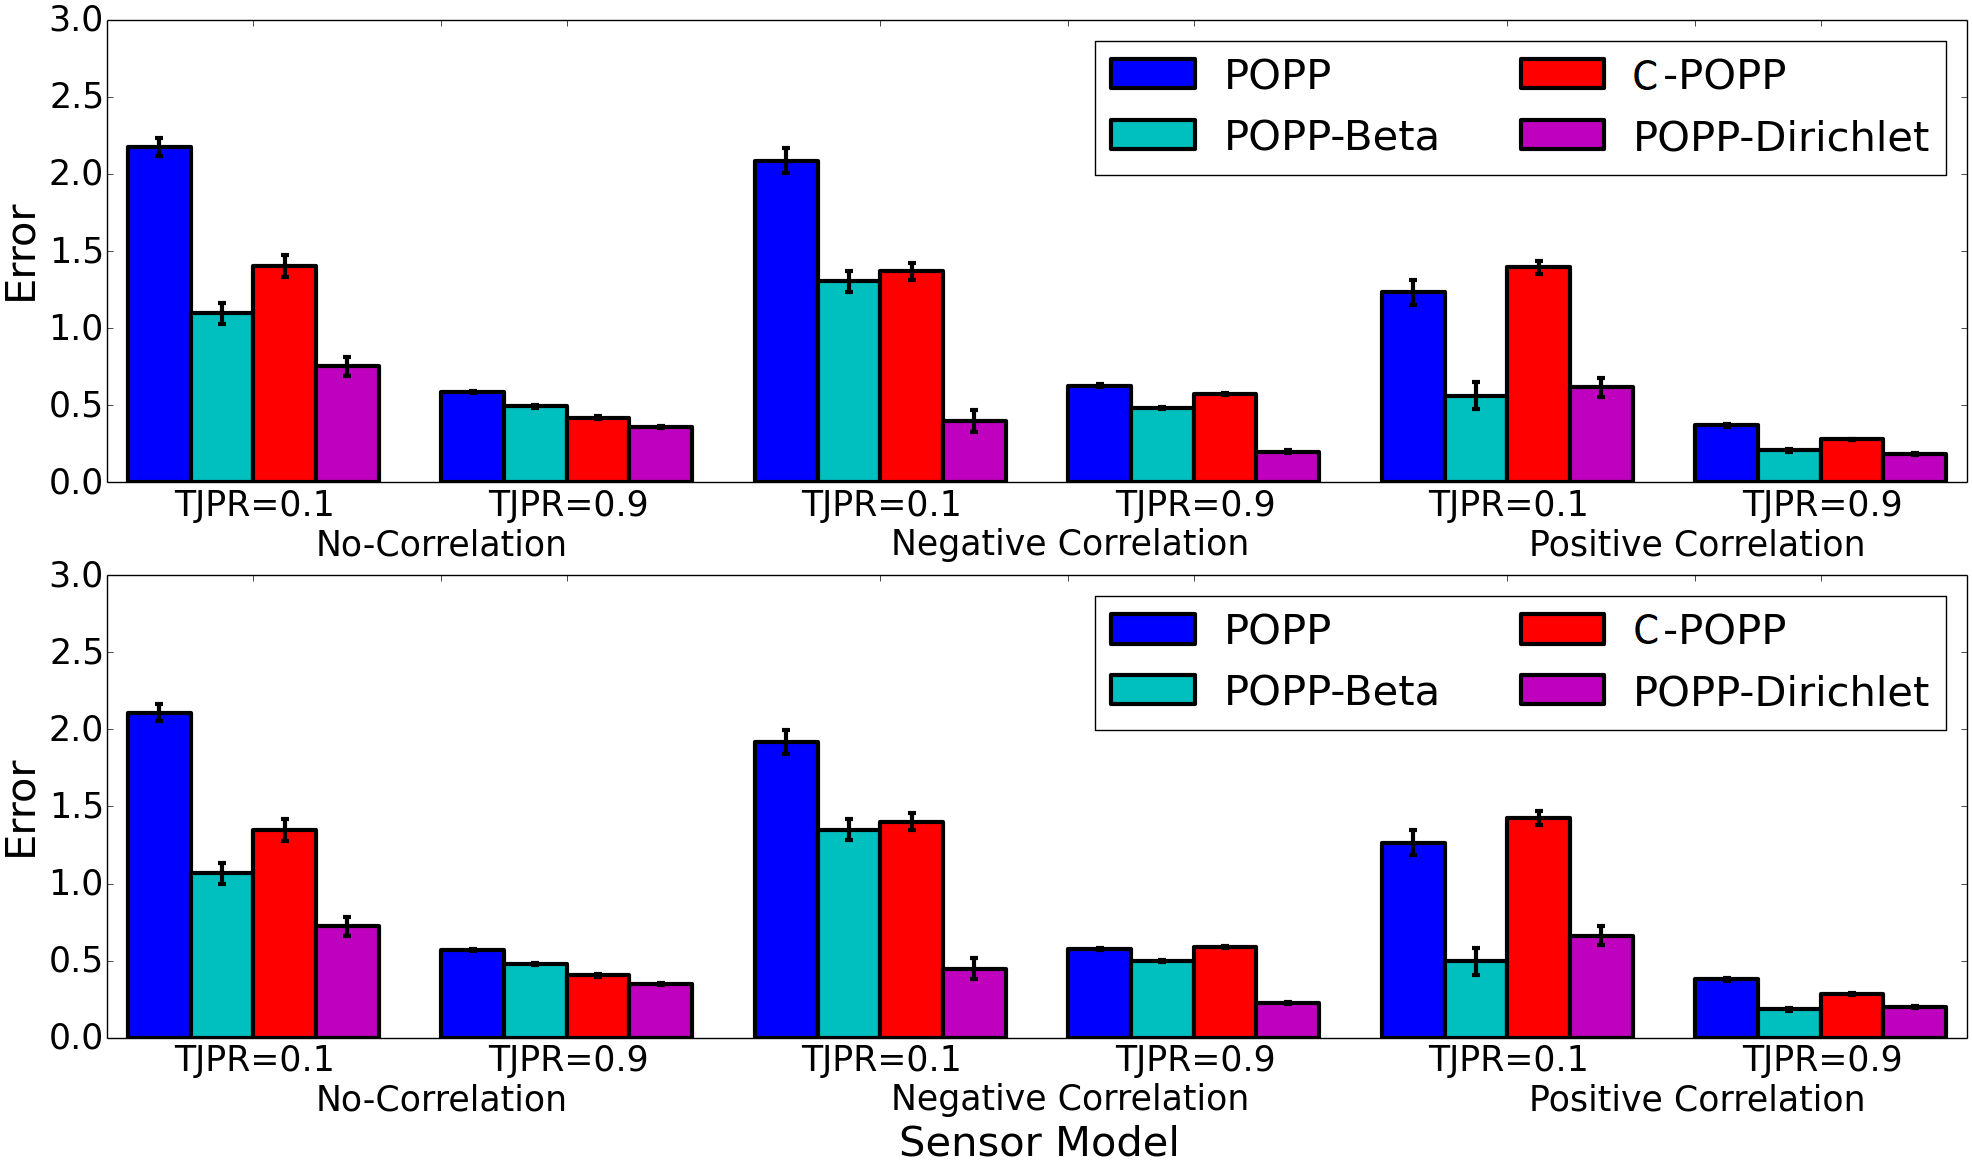 3.0
2.5
2.0
1.5
1.0
0.5
0.0
Error
POPP
C-POPP
POPP-Beta
POPP-Dirichlet
TJPR=0.1 TJPR=0.9 TJPR=0.1 TJPR=0.9 TJPR=0.1 TJPR=0.9
No-Correlation Negative Correlation Positive Correlation
3.0
2.5
2.0
1.5
1.0
0.5
0.0
Error
POPP
C-POPP
POPP-Beta
POPP-Dirichlet
TJPR=0.1 TJPR=0.9 TJPR=0.1 TJPR=0.9 TJPR=0.1 TJPR=0.9
No-Correlation Negative Correlation Positive Correlation
Sensor Model